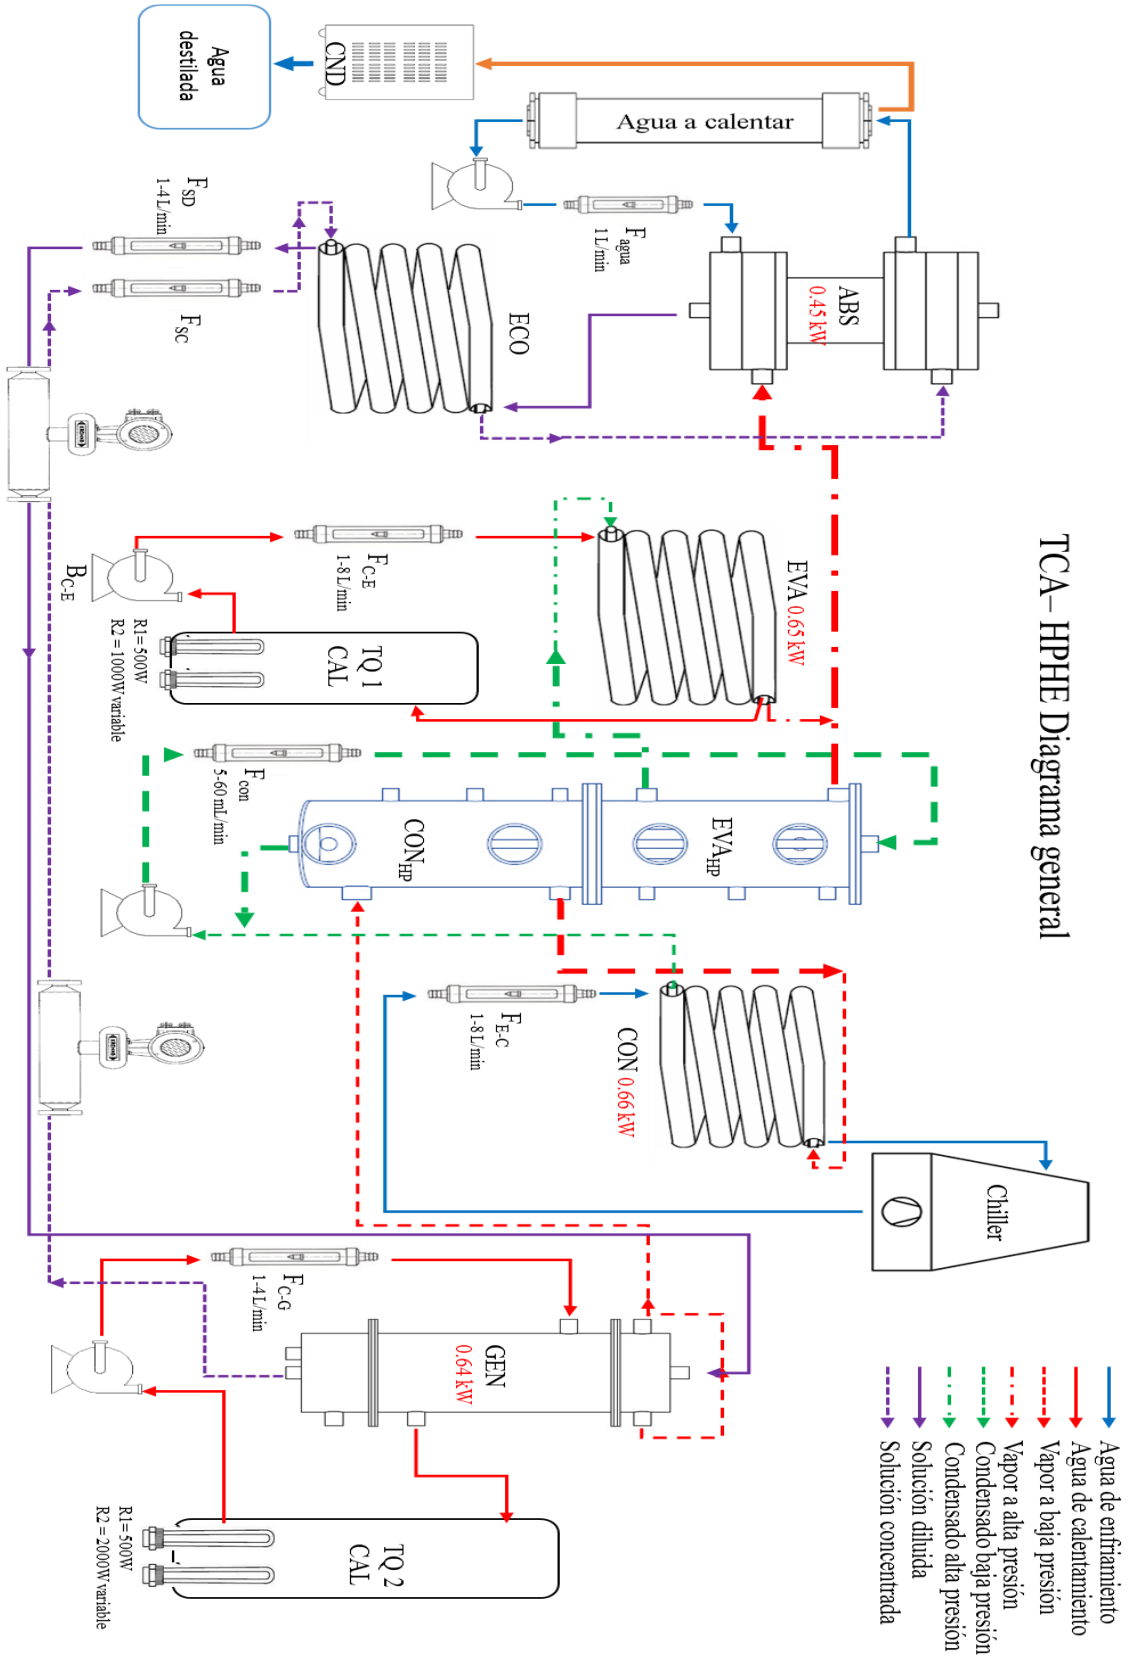 TCA– HPHE Diagrama general
Agua de enfriamiento
Agua de calentamiento
Vapor a baja presión
Vapor a alta presión
Condensado baja presión
Condensado alta presión
Solución diluida
Solución concentrada
Agua
destilada
CND
Agua a calentar
F_agua
1 L/min
ABS
0.45 kW
F_SD
1-4 L/min
F_SC
ECO
EVA 0.65 kW
F_C-E
1-8 L/min
B_C-E
TQ 1
CAL
R1= 500W
R2 = 1000W variable
F_con
5-60 mL/min
CON_HP
EVA_HP
F_E-C
1-8 L/min
CON 0.66 kW
Chiller
F_C-G
1-4 L/min
GEN
0.64 kW
TQ 2
CAL
R1= 500W
R2 = 2000W variable